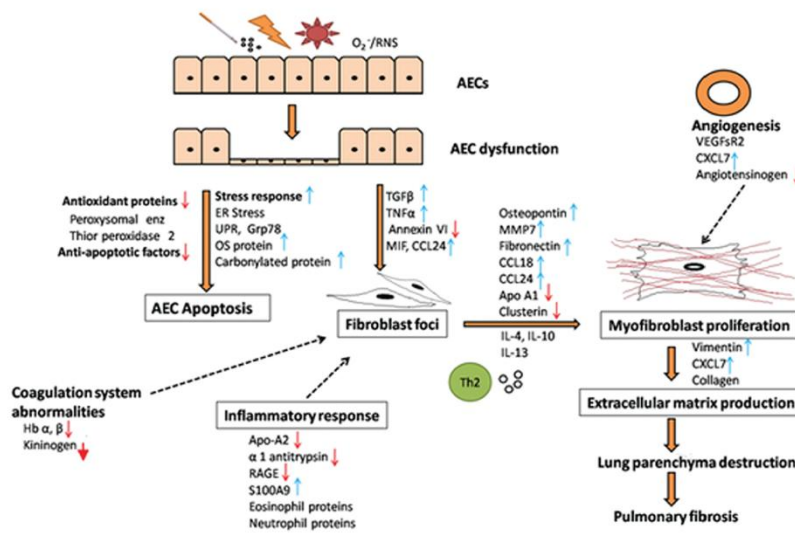 O₂⁻/RNS
AECs
AEC dysfunction
Angiogenesis
VEGFsR2
CXCL7
Angiotensinogen
Antioxidant proteins
Peroxysomal enz
Thior peroxidase 2
Anti-apoptotic factors
Stress response
ER Stress
UPR, Grp78
OS protein
Carbonylated protein
TGFβ
TNFα
Annexin VI
MIF, CCL24
Osteopontin
MMP7
Fibronectin
CCL18
CCL24
Apo A1
Clusterin
IL-4, IL-10
IL-13
Th2
AEC Apoptosis
Fibroblast foci
Myofibroblast proliferation
Vimentin
CXCL7
Collagen
Extracellular matrix production
Lung parenchyma destruction
Pulmonary fibrosis
Coagulation system
abnormalities
Hb α, β
Kininogen
Inflammatory response
Apo-A2
α 1 antitrypsin
RAGE
S100A9
Eosinophil proteins
Neutrophil proteins